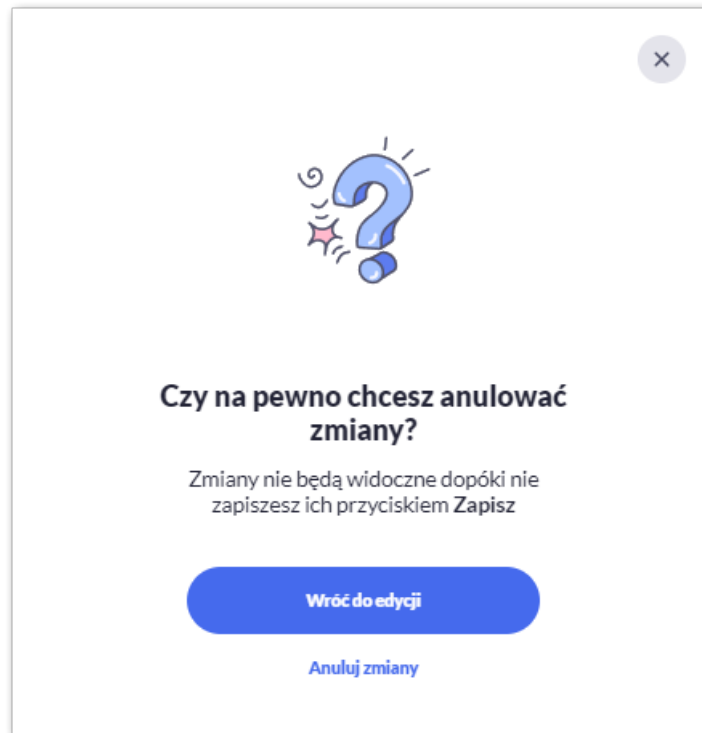 Czy na pewno chcesz anulować
zmiany?
Zmiany nie będą widoczne dopóki nie
zapiszesz ich przyciskiem Zapisz
Wróć do edycji
Anuluj zmiany